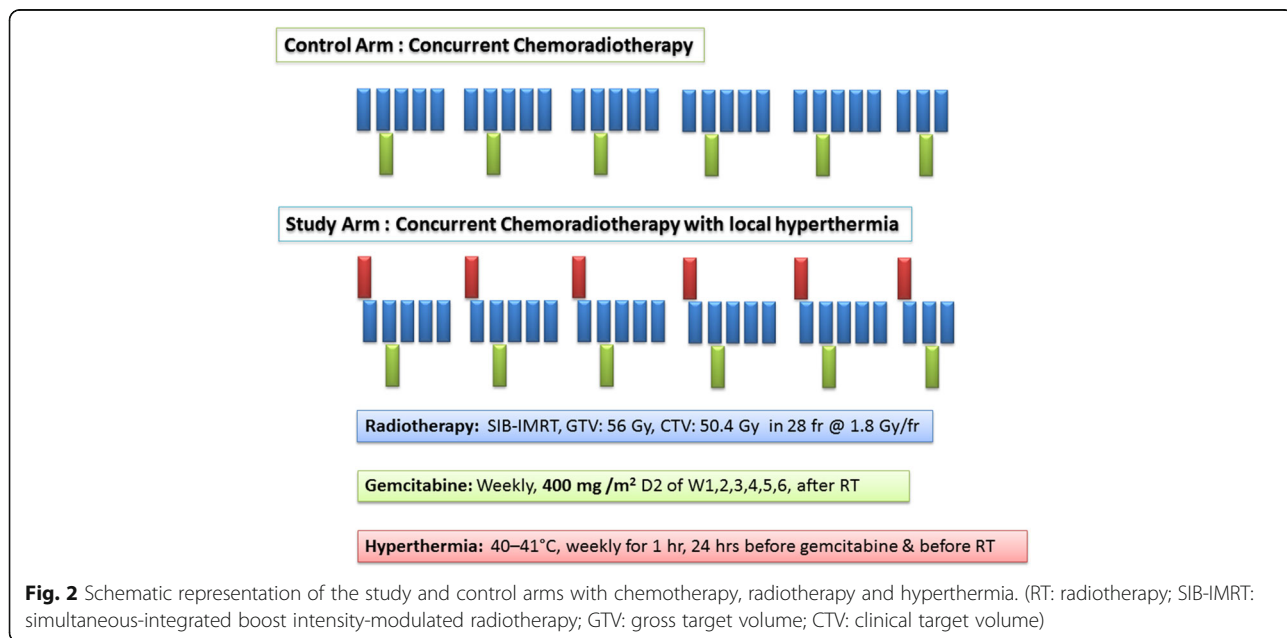 Control Arm : Concurrent Chemoradiotherapy
Study Arm : Concurrent Chemoradiotherapy with local hyperthermia
Radiotherapy: SIB-IMRT, GTV: 56 Gy, CTV: 50.4 Gy in 28 fr @ 1.8 Gy/fr
Gemcitabine: Weekly, 400 mg /m² D2 of W1,2,3,4,5,6, after RT
Hyperthermia: 40–41°C, weekly for 1 hr, 24 hrs before gemcitabine & before RT
Fig. 2 Schematic representation of the study and control arms with chemotherapy, radiotherapy and hyperthermia. (RT: radiotherapy; SIB-IMRT:
simultaneous-integrated boost intensity-modulated radiotherapy; GTV: gross target volume; CTV: clinical target volume)